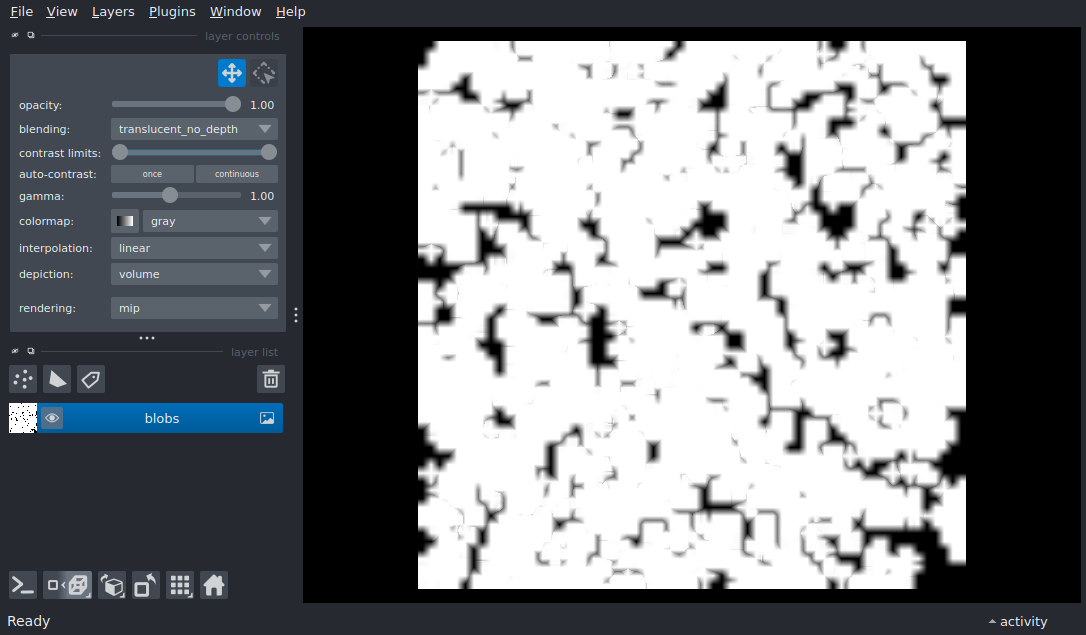 File View Layers Plugins Window Help
layer controls
opacity: 1.00
blending: translucent_no_depth
contrast limits:
auto-contrast: once continuous
gamma: 1.00
colormap: gray
interpolation: linear
depiction: volume
rendering: mip
layer list
blobs
Ready activity